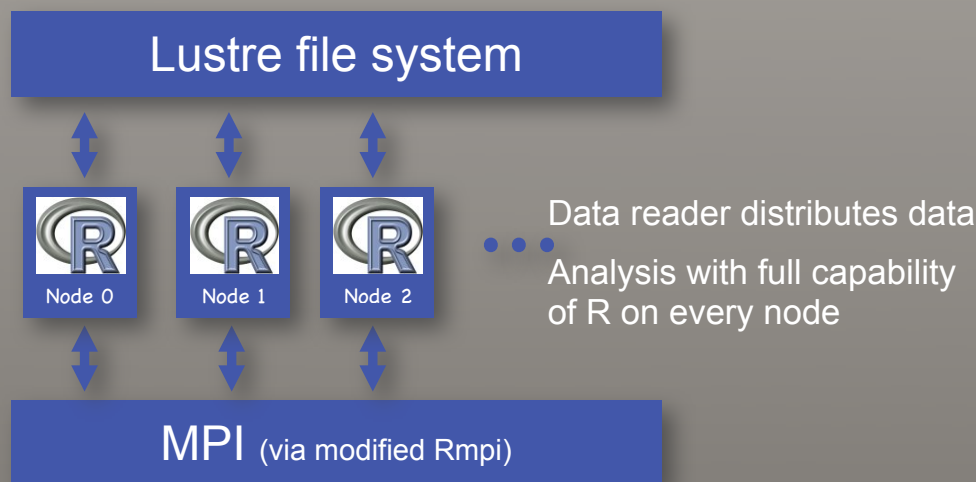 Lustre file system
R R R
Node 0 Node 1 Node 2
Data reader distributes data
Analysis with full capability
of R on every node
MPI (via modified Rmpi)